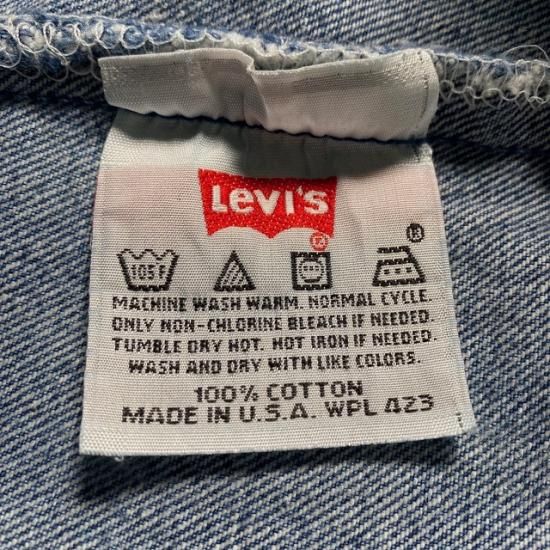 Levi's
®
105F
®
MACHINE WASH WARM. NORMAL CYCLE.
ONLY NON-CHLORINE BLEACH IF NEEDED.
TUMBLE DRY HOT. HOT IRON IF NEEDED.
WASH AND DRY WITH LIKE COLORS.
100% COTTON
MADE IN U.S.A. WPL 423